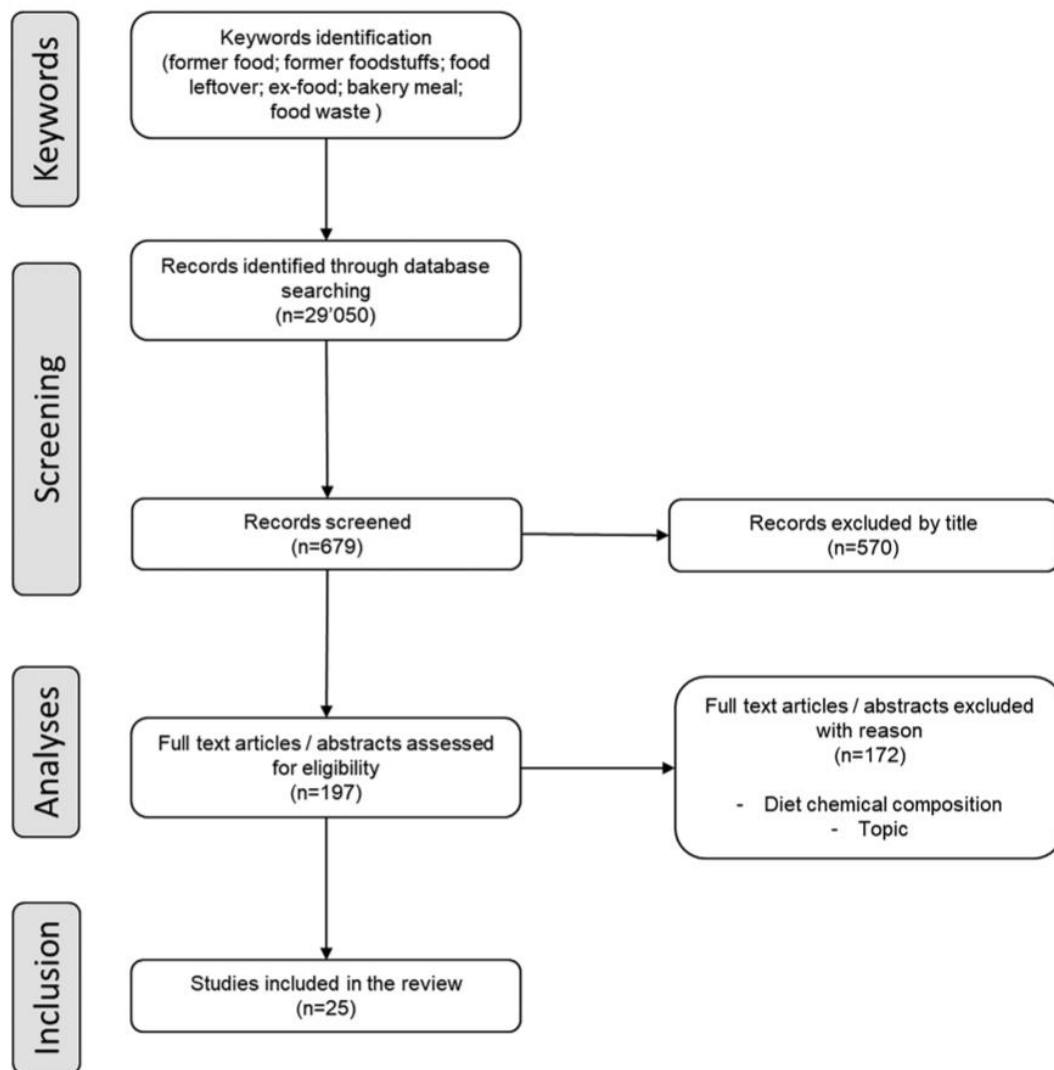 Keywords
Keywords identification
(former food; former foodstuffs; food
leftover; ex-food; bakery meal;
food waste )
Screening
Records identified through database
searching
(n=29'050)
Records screened
(n=679)
Records excluded by title
(n=570)
Analyses
Full text articles / abstracts assessed
for eligibility
(n=197)
Full text articles / abstracts excluded
with reason
(n=172)
- Diet chemical composition
- Topic
Inclusion
Studies included in the review
(n=25)